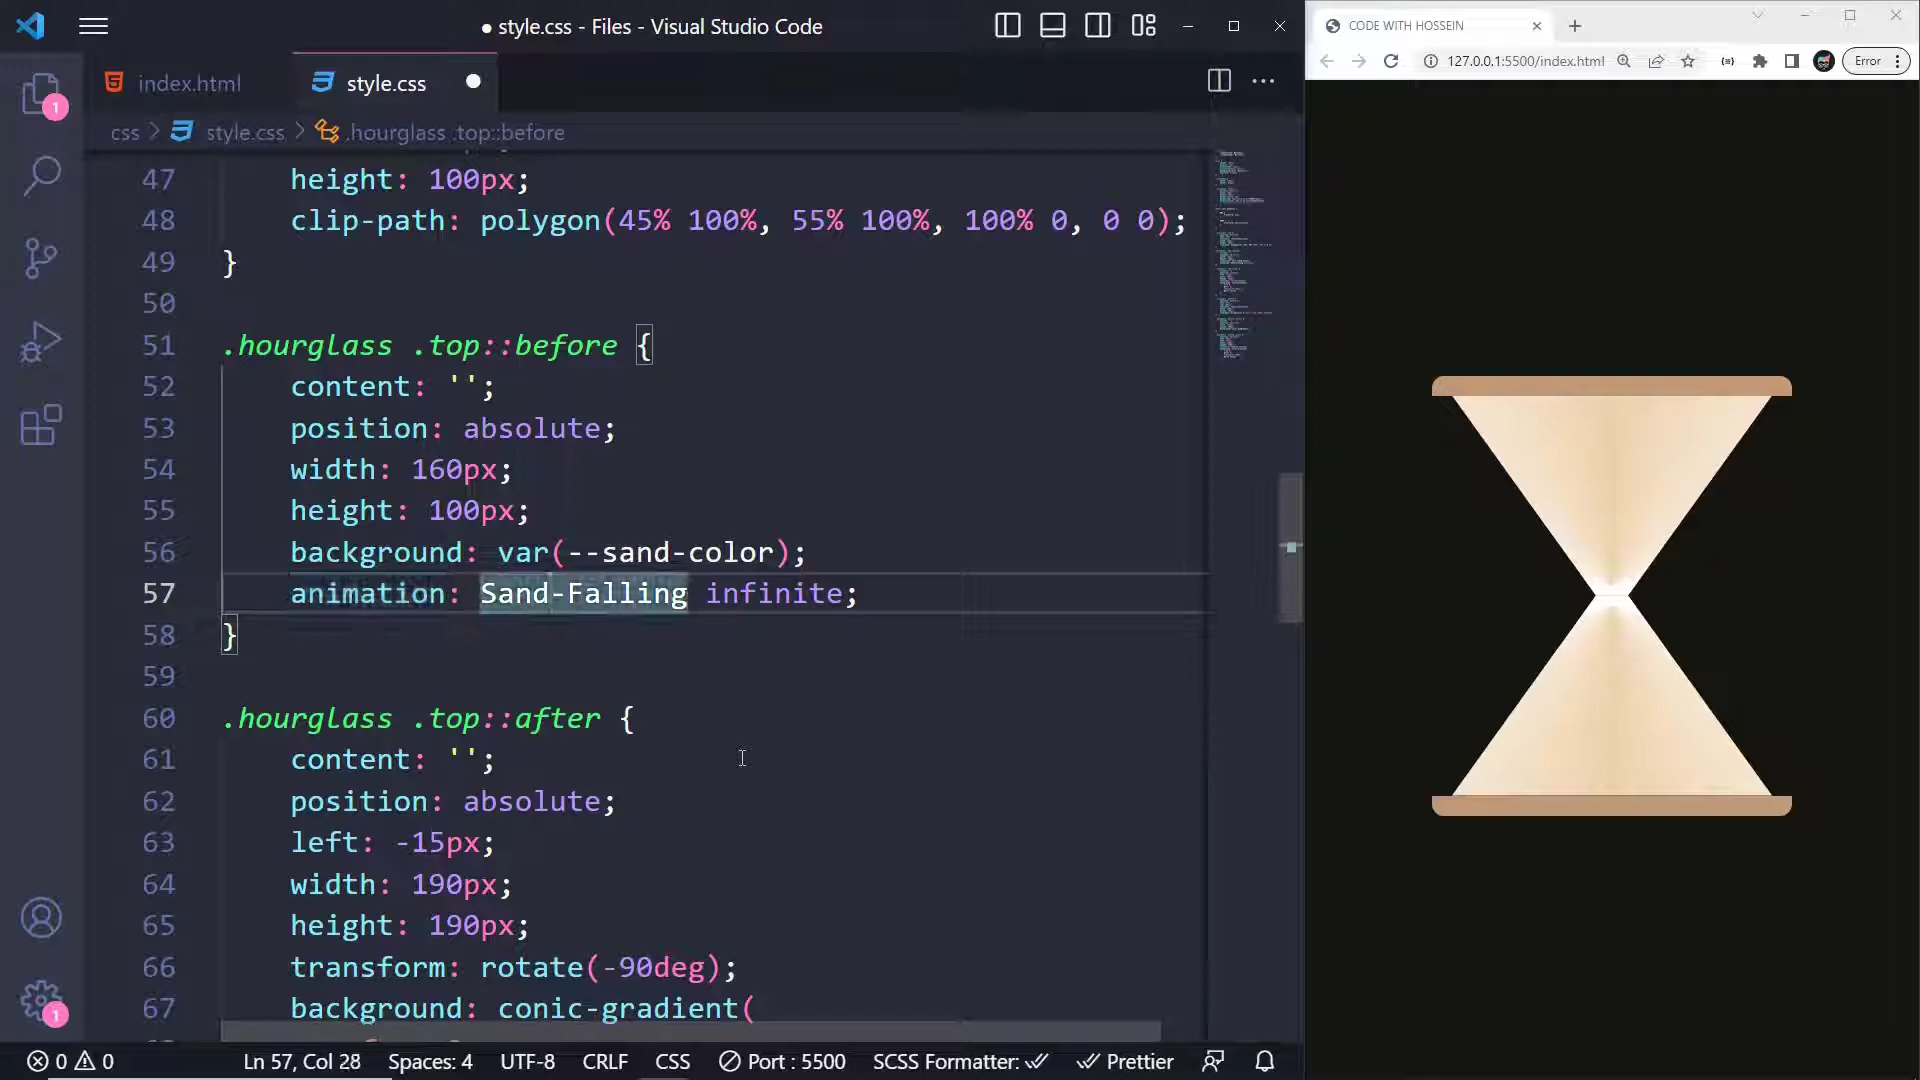 ● style.css - Files - Visual Studio Code
index.html
style.css
css > style.css > .hourglass .top::before
47 height: 100px;
48 clip-path: polygon(45% 100%, 55% 100%, 100% 0, 0 0);
49 }
50
51 .hourglass .top::before {
52 content: '';
53 position: absolute;
54 width: 160px;
55 height: 100px;
56 background: var(--sand-color);
57 animation: Sand-Falling infinite;
58 }
59
60 .hourglass .top::after {
61 content: '';
62 position: absolute;
63 left: -15px;
64 width: 190px;
65 height: 190px;
66 transform: rotate(-90deg);
67 background: conic-gradient(
1
1
0 0 Ln 57, Col 28 Spaces: 4 UTF-8 CRLF CSS Port : 5500 SCSS Formatter: Prettier
CODE WITH HOSSEIN
127.0.0.1:5500/index.html
Error